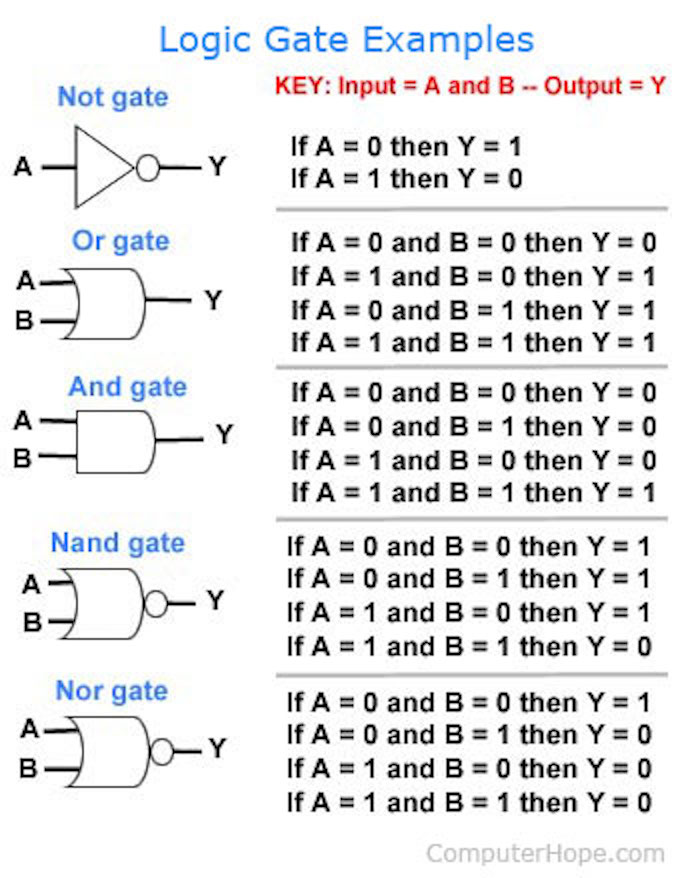 Logic Gate Examples
KEY: Input = A and B -- Output = Y
Not gate
A
Y
If A = 0 then Y = 1
If A = 1 then Y = 0
Or gate
A
B
Y
If A = 0 and B = 0 then Y = 0
If A = 1 and B = 0 then Y = 1
If A = 0 and B = 1 then Y = 1
If A = 1 and B = 1 then Y = 1
And gate
A
B
Y
If A = 0 and B = 0 then Y = 0
If A = 0 and B = 1 then Y = 0
If A = 1 and B = 0 then Y = 0
If A = 1 and B = 1 then Y = 1
Nand gate
A
B
Y
If A = 0 and B = 0 then Y = 1
If A = 0 and B = 1 then Y = 1
If A = 1 and B = 0 then Y = 1
If A = 1 and B = 1 then Y = 0
Nor gate
A
B
Y
If A = 0 and B = 0 then Y = 1
If A = 0 and B = 1 then Y = 0
If A = 1 and B = 0 then Y = 0
If A = 1 and B = 1 then Y = 0
ComputerHope.com